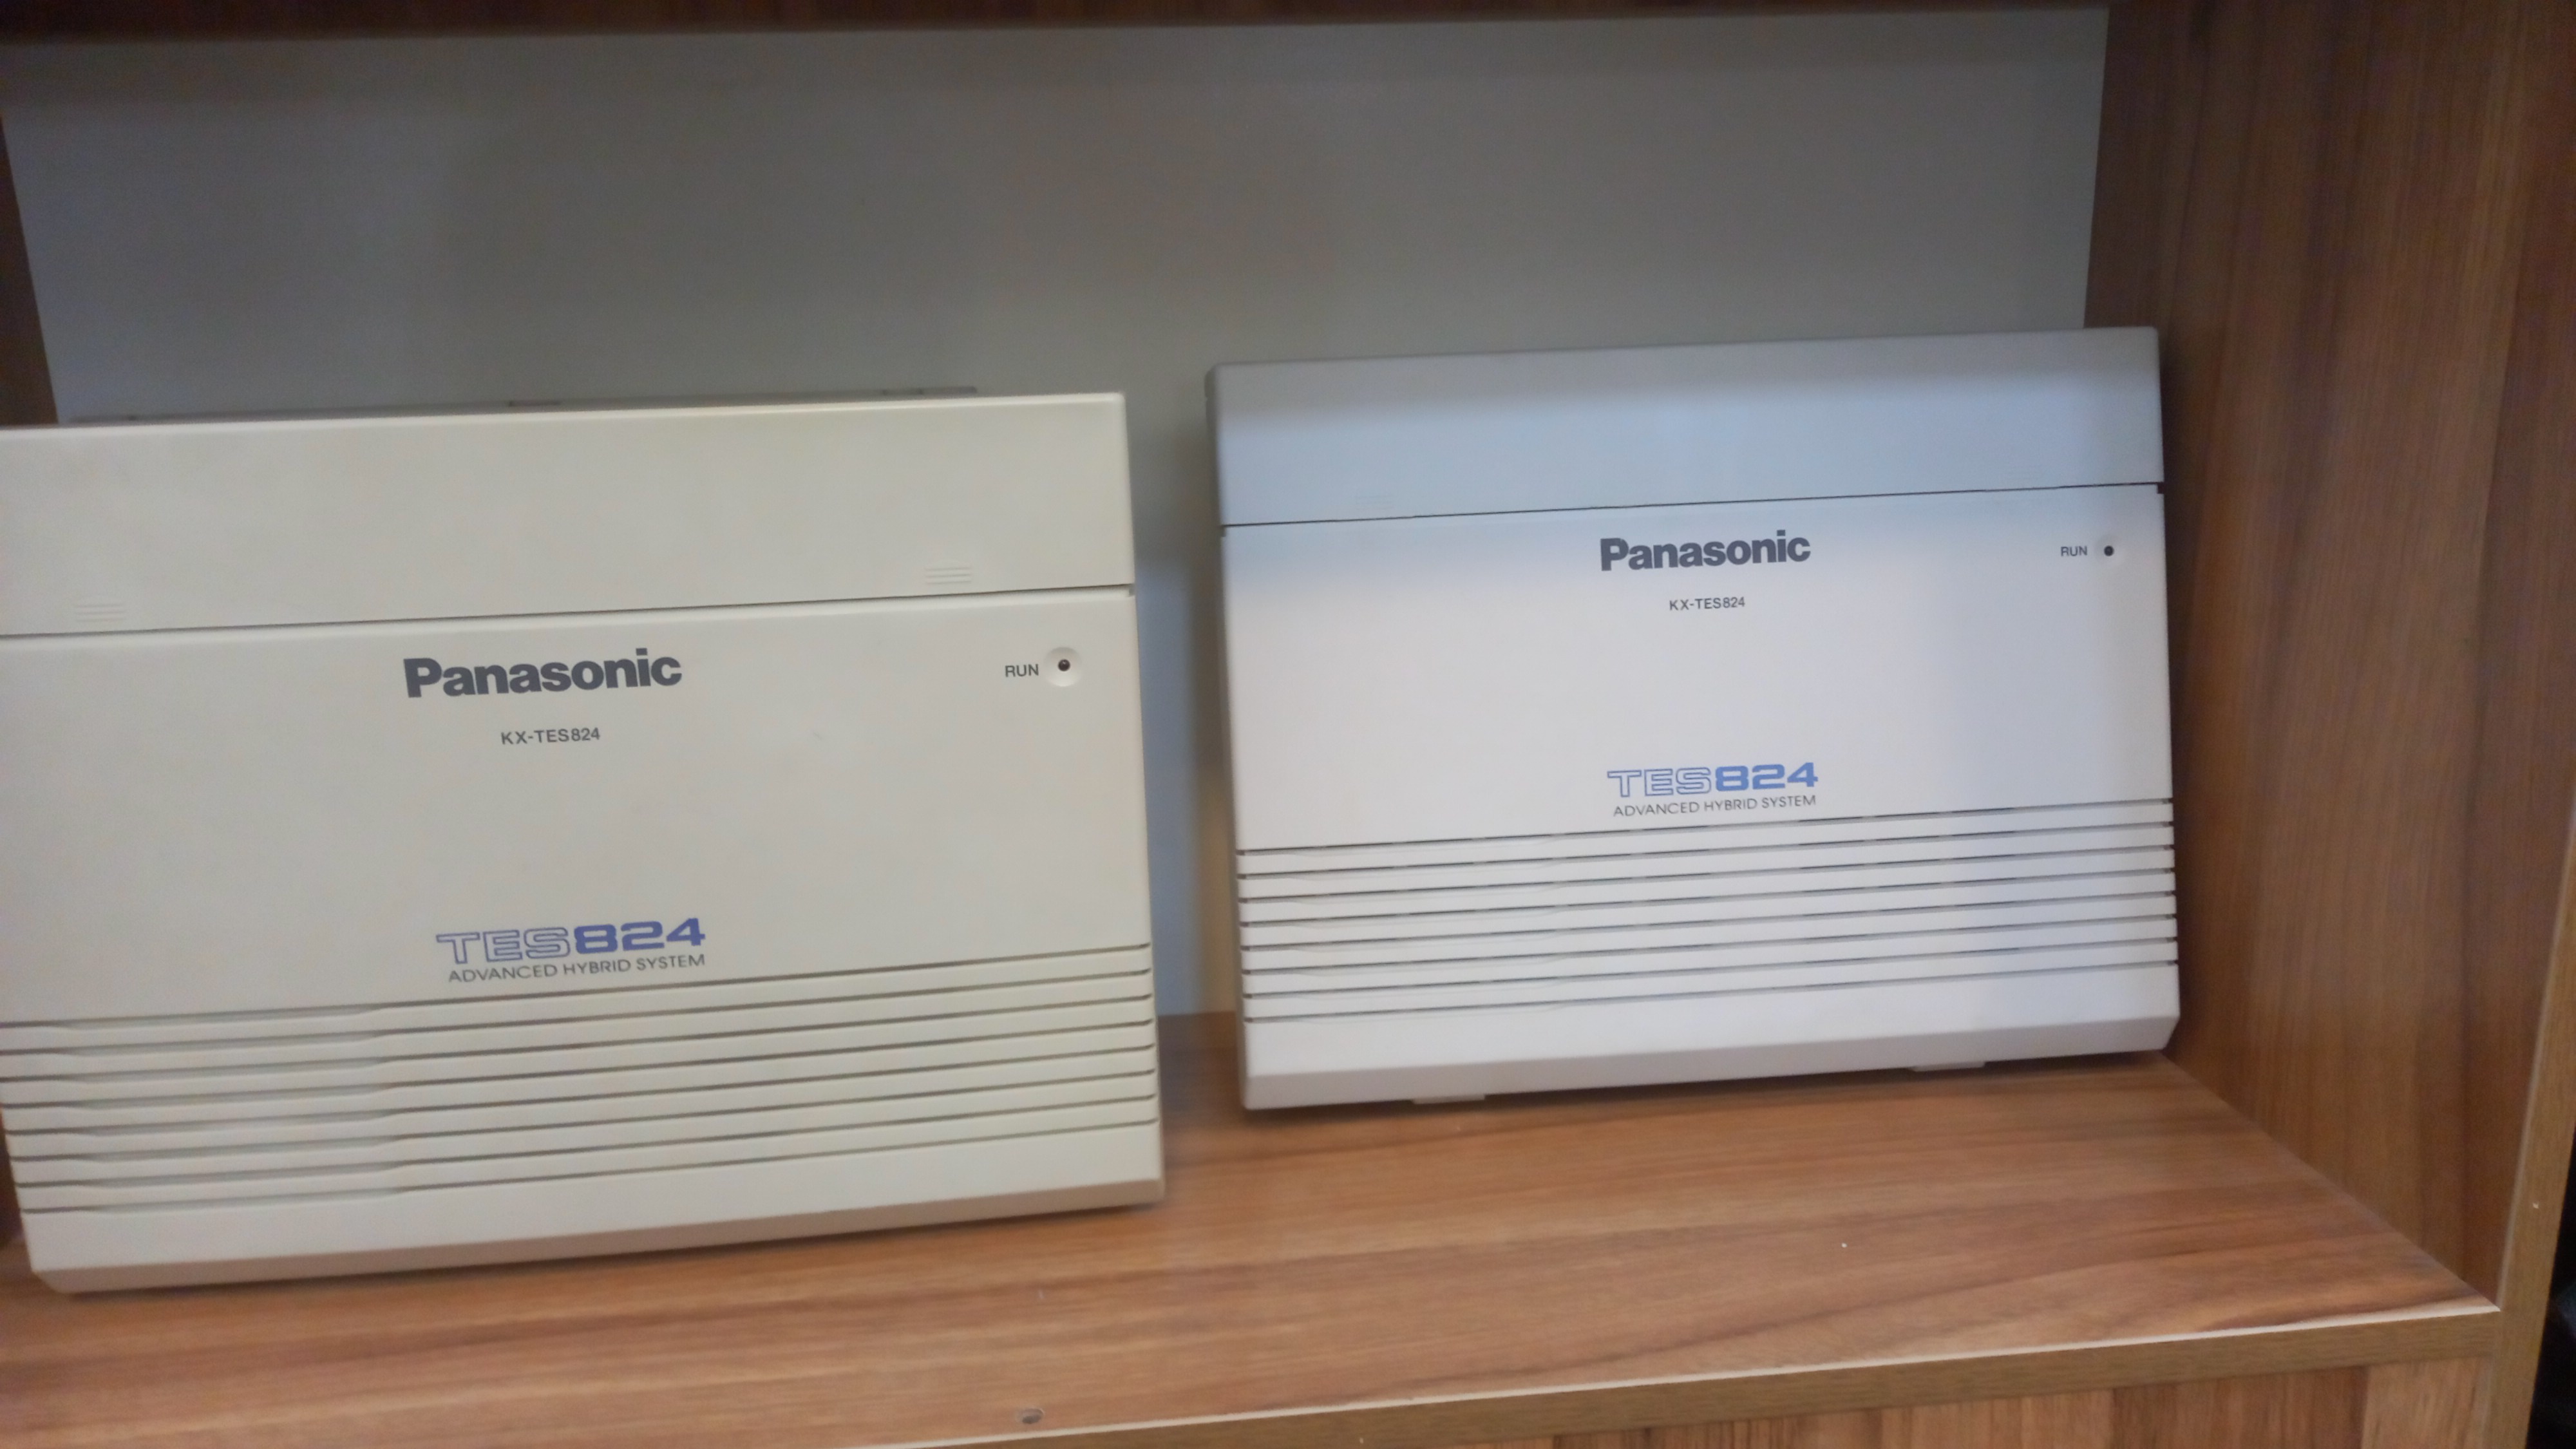 Panasonic
RUN
KX-TES824
TES824
ADVANCED HYBRID SYSTEM
Panasonic
RUN
KX-TES824
TES824
ADVANCED HYBRID SYSTEM